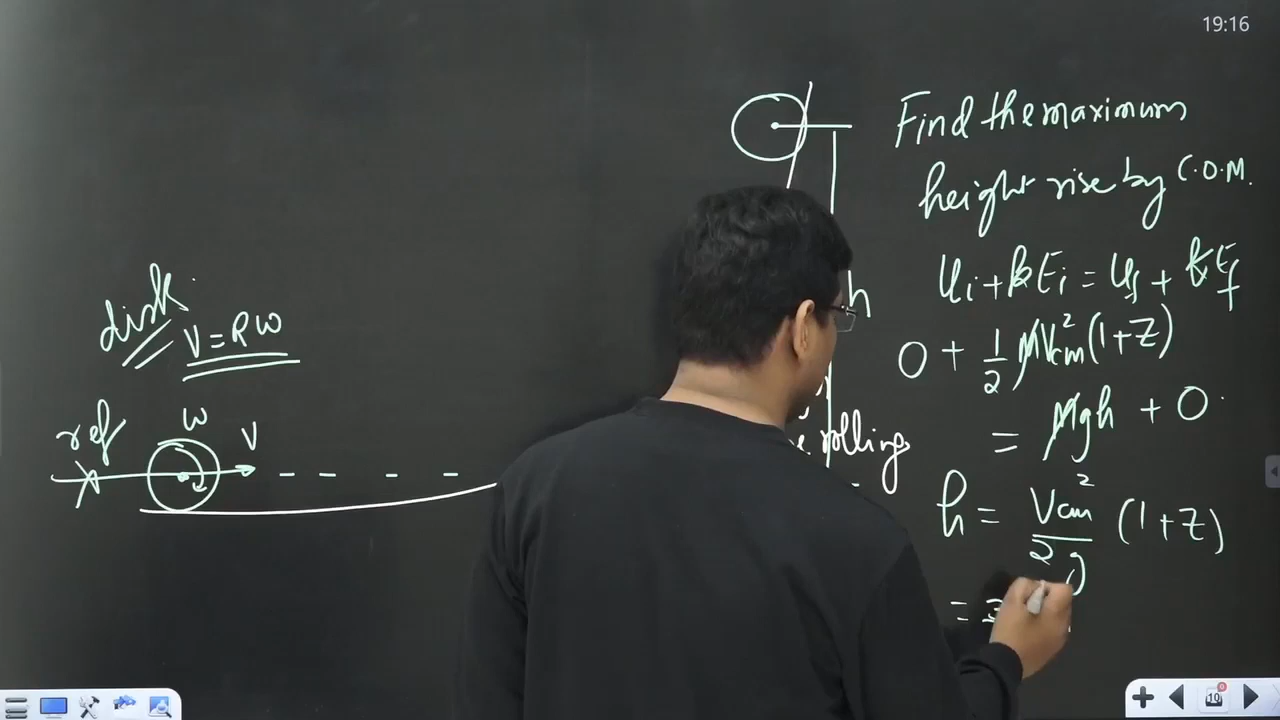 19:16
Find the maximum
height rise by C.O.M.
Ui + KEi = Uf + KEf
0 + 1/2 MVcm²(1+Z)
= Mgh + 0
h = Vcm²/2g (1+Z)
=
h
rolling
disk
V = Rω
ref
ω
V
10